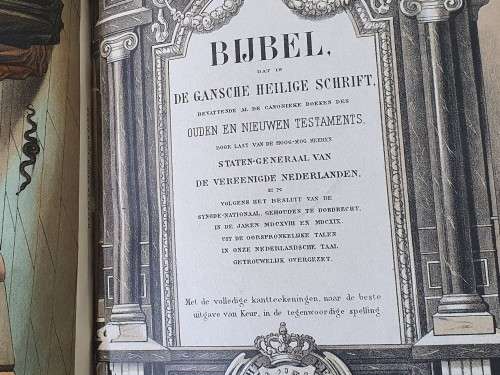 BIJBEL,
DAT IS
DE GANSCHE HEILIGE SCHRIFT,
BEVATTENDE AL DE CANONIEKE BOEKEN DES
OUDEN EN NIEUWEN TESTAMENTS.
DOOR LAST VAN DE HOOG-MOG HEEREN
STATEN-GENERAAL VAN
DE VEREENIGDE NEDERLANDEN,
EN
VOLGENS HET BESLUIT VAN DE
SYNODE-NATIONAAL, GEHOUDEN TE DORDRECHT,
IN DE JAREN MDCXVIII EN MDCXIX.
UIT DE OORSPRONKELIJKE TALEN
IN ONZE NEDERLANDSCHE TAAL
GETROUWELIJK OVERGEZET.
Met de volledige kantteekeningen, naar de beste
uitgave van Keur, in de tegenwoordige spelling